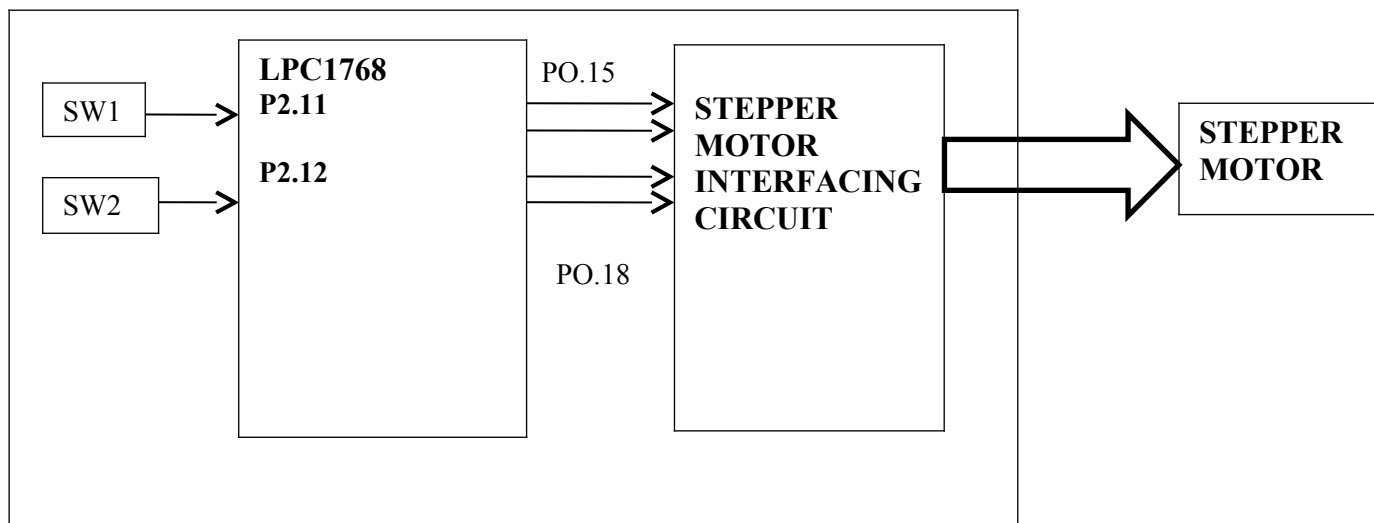 SW1
SW2
LPC1768
P2.11
P2.12
PO.15
PO.18
STEPPER
MOTOR
INTERFACING
CIRCUIT
STEPPER
MOTOR